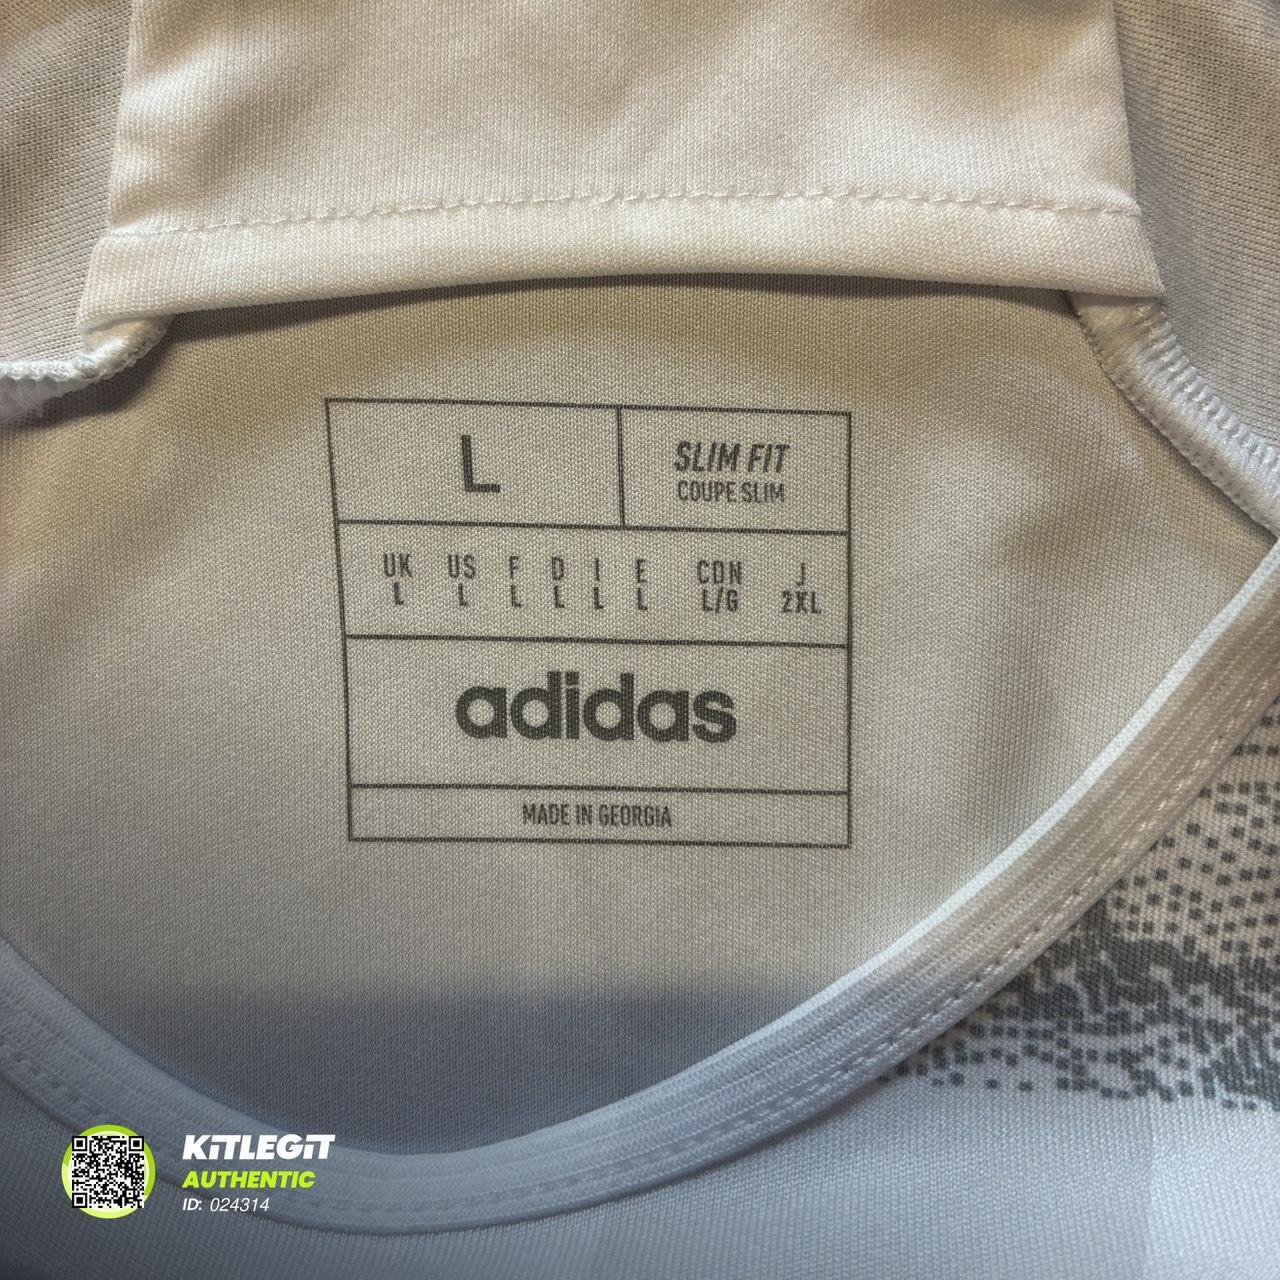 L
SLIM FIT
COUPE SLIM
UK US F D I E CDN J
L L L L L L L/G 2XL
adidas
MADE IN GEORGIA
KiTLEGiT
AUTHENTIC
ID: 024314